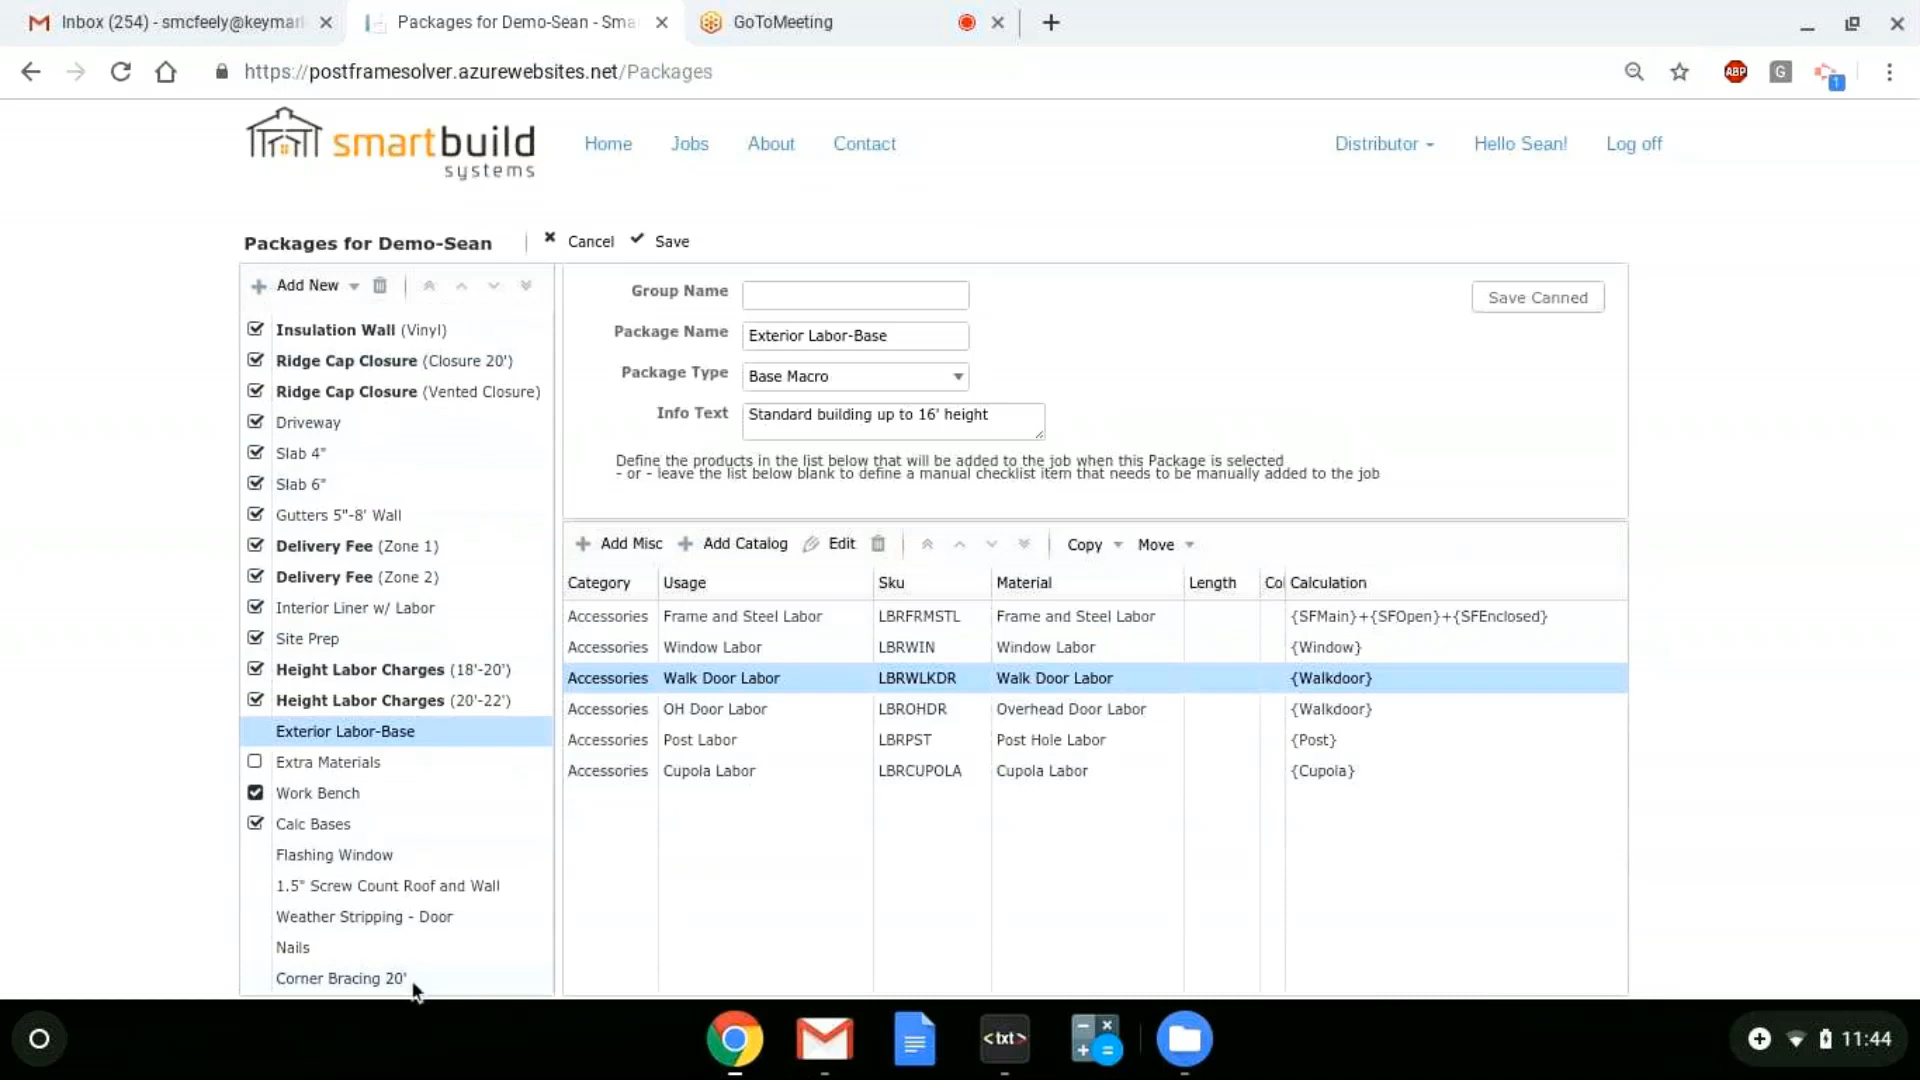 Inbox (254) - smcfeely@keymar
Packages for Demo-Sean - Sma
GoToMeeting
https://postframesolver.azurewebsites.net/Packages
ABP
G
1
smartbuild
systems
Home
Jobs
About
Contact
Distributor
Hello Sean!
Log off
Packages for Demo-Sean
Cancel
Save
Add New
Insulation Wall (Vinyl)
Ridge Cap Closure (Closure 20')
Ridge Cap Closure (Vented Closure)
Driveway
Slab 4"
Slab 6"
Gutters 5"-8' Wall
Delivery Fee (Zone 1)
Delivery Fee (Zone 2)
Interior Liner w/ Labor
Site Prep
Height Labor Charges (18'-20')
Height Labor Charges (20'-22')
Exterior Labor-Base
Extra Materials
Work Bench
Calc Bases
Flashing Window
1.5" Screw Count Roof and Wall
Weather Stripping - Door
Nails
Corner Bracing 20'
Group Name
Save Canned
Package Name Exterior Labor-Base
Package Type Base Macro
Info Text Standard building up to 16' height
Define the products in the list below that will be added to the job when this Package is selected
- or - leave the list below blank to define a manual checklist item that needs to be manually added to the job
Add Misc
Add Catalog
Edit
Copy
Move
Category Usage Sku Material Length Col Calculation
Accessories Frame and Steel Labor LBRFRMSTL Frame and Steel Labor {SFMain}+{SFOpen}+{SFEnclosed}
Accessories Window Labor LBRWIN Window Labor {Window}
Accessories Walk Door Labor LBRWLKDR Walk Door Labor {Walkdoor}
Accessories OH Door Labor LBROHDR Overhead Door Labor {Walkdoor}
Accessories Post Labor LBRPST Post Hole Labor {Post}
Accessories Cupola Labor LBRCUPOLA Cupola Labor {Cupola}
<txt>
11:44